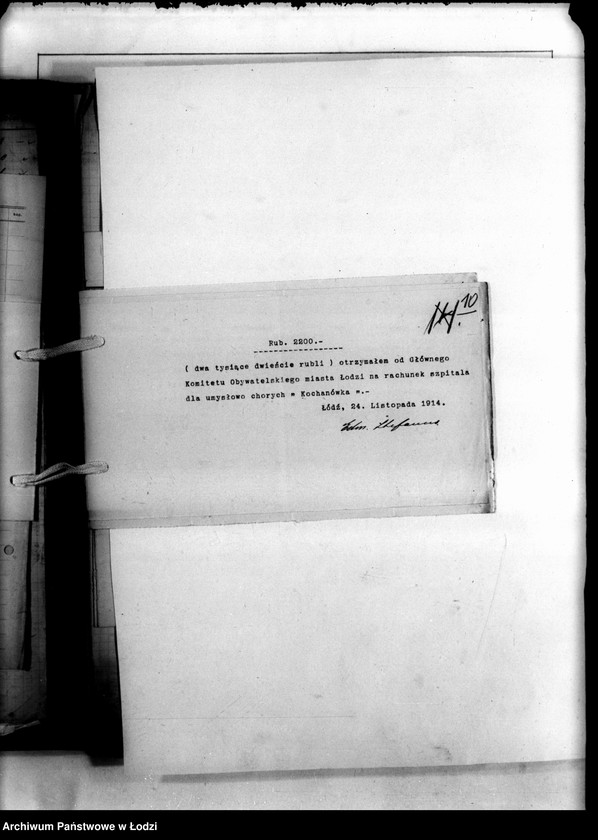 10
Rub. 2200.-
( dwa tysiące dwieście rubli ) otrzymałem od Głównego
Komitetu Obywatelskiego miasta Łodzi na rachunek szpitala
dla umysłowo chorych " Kochanówka ".-
Łódź, 24. Listopada 1914.
Archiwum Państwowe w Łodzi